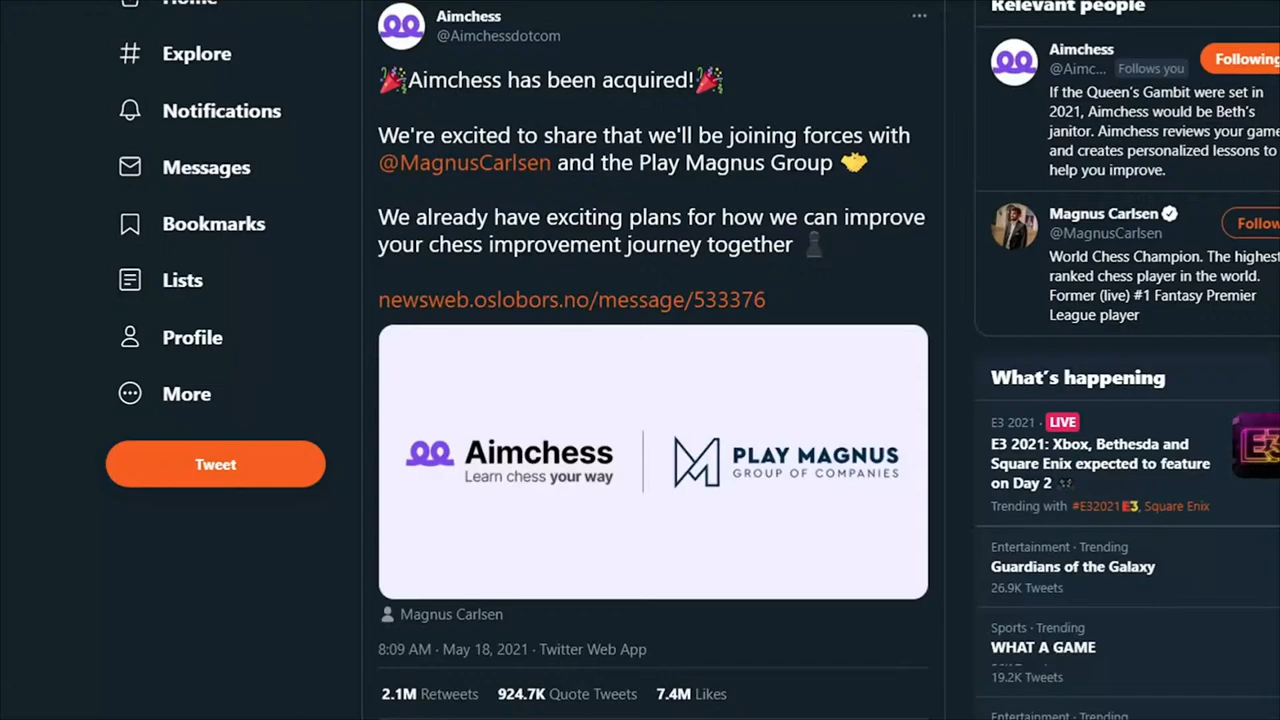 Home
Explore
Notifications
Messages
Bookmarks
Lists
Profile
More
Tweet
Aimchess
@Aimchessdotcom
🎉Aimchess has been acquired!🎉
We're excited to share that we'll be joining forces with
@MagnusCarlsen and the Play Magnus Group 🤝
We already have exciting plans for how we can improve
your chess improvement journey together ♟
newsweb.oslobors.no/message/533376
Aimchess
Learn chess your way
PLAY MAGNUS
GROUP OF COMPANIES
Magnus Carlsen
8:09 AM · May 18, 2021 · Twitter Web App
2.1M Retweets 924.7K Quote Tweets 7.4M Likes
Relevant people
Aimchess
@Aimc... Follows you
Following
If the Queen's Gambit were set in
2021, Aimchess would be Beth's
janitor. Aimchess reviews your game
and creates personalized lessons to
help you improve.
Magnus Carlsen
@MagnusCarlsen
Follow
World Chess Champion. The highest
ranked chess player in the world.
Former (live) #1 Fantasy Premier
League player
What's happening
E3 2021 · LIVE
E3 2021: Xbox, Bethesda and
Square Enix expected to feature
on Day 2 🎮
Trending with #E32021, Square Enix
E3
Entertainment · Trending
Guardians of the Galaxy
26.9K Tweets
Sports · Trending
WHAT A GAME
19.2K Tweets
Entertainment · Trending